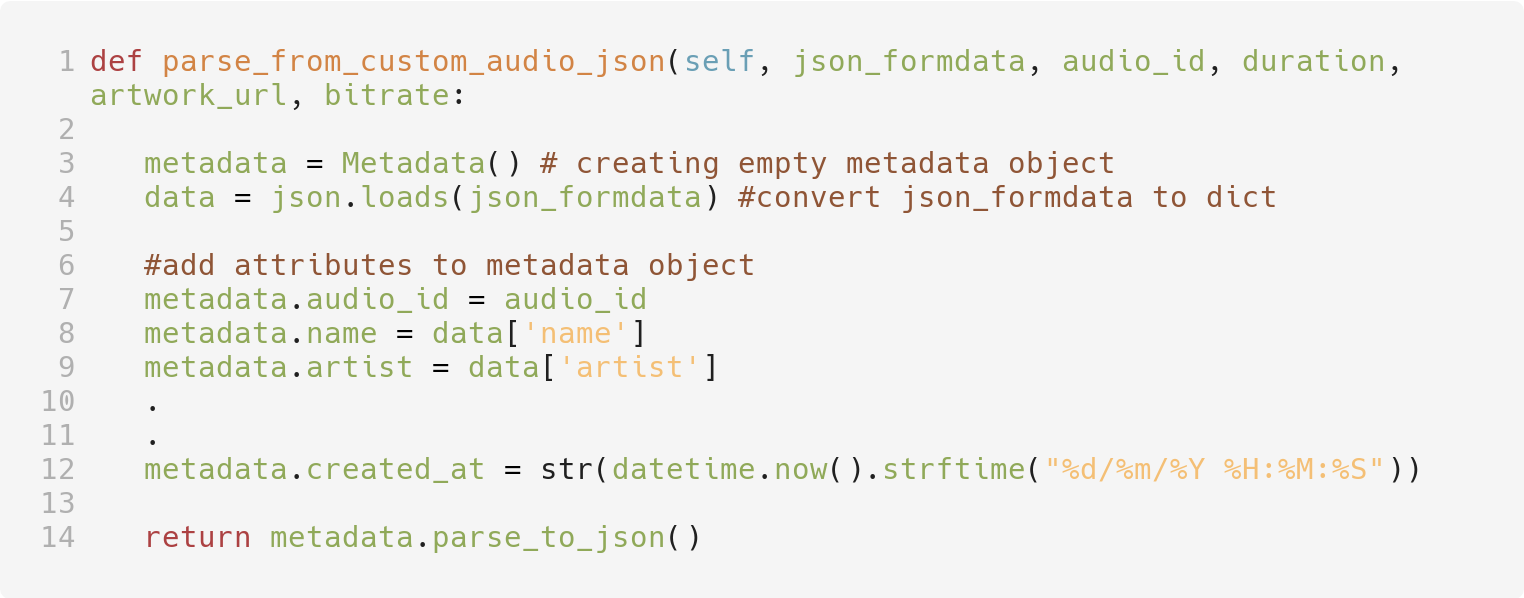 1 def parse_from_custom_audio_json(self, json_formdata, audio_id, duration,
artwork_url, bitrate:
2
3 metadata = Metadata() # creating empty metadata object
4 data = json.loads(json_formdata) #convert json_formdata to dict
5
6 #add attributes to metadata object
7 metadata.audio_id = audio_id
8 metadata.name = data['name']
9 metadata.artist = data['artist']
10 .
11 .
12 metadata.created_at = str(datetime.now().strftime("%d/%m/%Y %H:%M:%S"))
13
14 return metadata.parse_to_json()